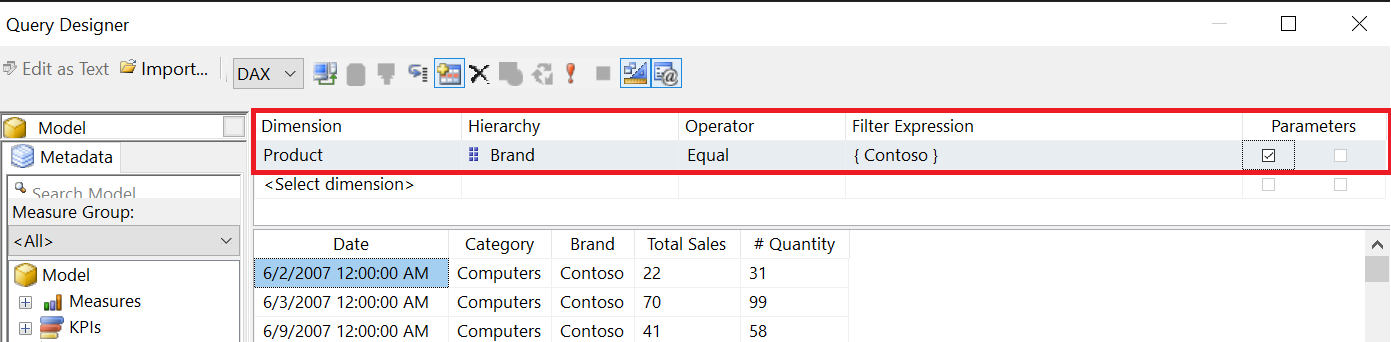 Query Designer
Edit as Text Import... DAX
Model
Metadata
Search Model
Measure Group:
<All>
Model
Measures
KPIs
Dimension Hierarchy Operator Filter Expression Parameters
Product Brand Equal { Contoso }
<Select dimension>
Date Category Brand Total Sales # Quantity
6/2/2007 12:00:00 AM Computers Contoso 22 31
6/3/2007 12:00:00 AM Computers Contoso 70 99
6/9/2007 12:00:00 AM Computers Contoso 41 58